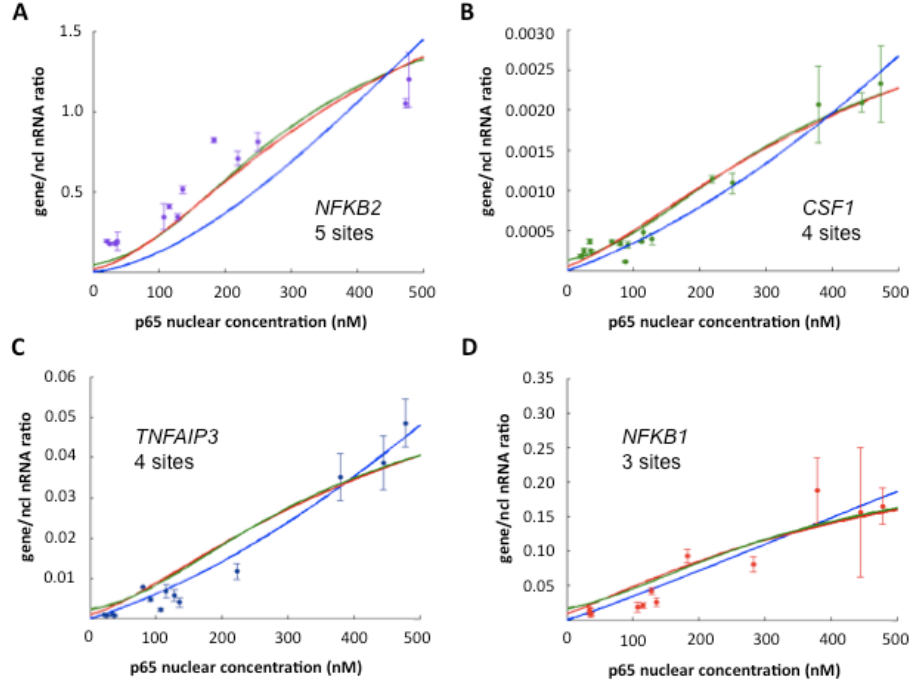 A
gene/ncl nRNA ratio
1.5
1.0
0.5
0 100 200 300 400 500
p65 nuclear concentration (nM)
NFKB2
5 sites
B
gene/ncl nRNA ratio
0.0030
0.0025
0.0020
0.0015
0.0010
0.0005
0 100 200 300 400 500
p65 nuclear concentration (nM)
CSF1
4 sites
C
gene/ncl nRNA ratio
0.06
0.05
0.04
0.03
0.02
0.01
0 100 200 300 400 500
p65 nuclear concentration (nM)
TNFAIP3
4 sites
D
gene/ncl nRNA ratio
0.35
0.30
0.25
0.20
0.15
0.10
0.05
0 100 200 300 400 500
p65 nuclear concentration (nM)
NFKB1
3 sites